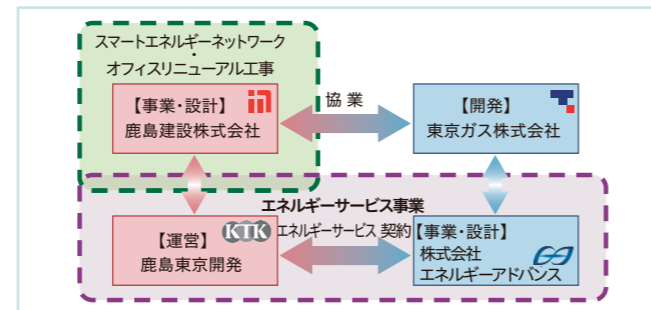 スマートエネルギーネットワーク
・
オフィスリニューアル工事
【事業・設計】
鹿島建設株式会社
協業
【開発】
東京ガス株式会社
エネルギーサービス事業
【運営】
KTK
鹿島東京開発
エネルギーサービス 契約
【事業・設計】
株式会社
エネルギーアドバンス